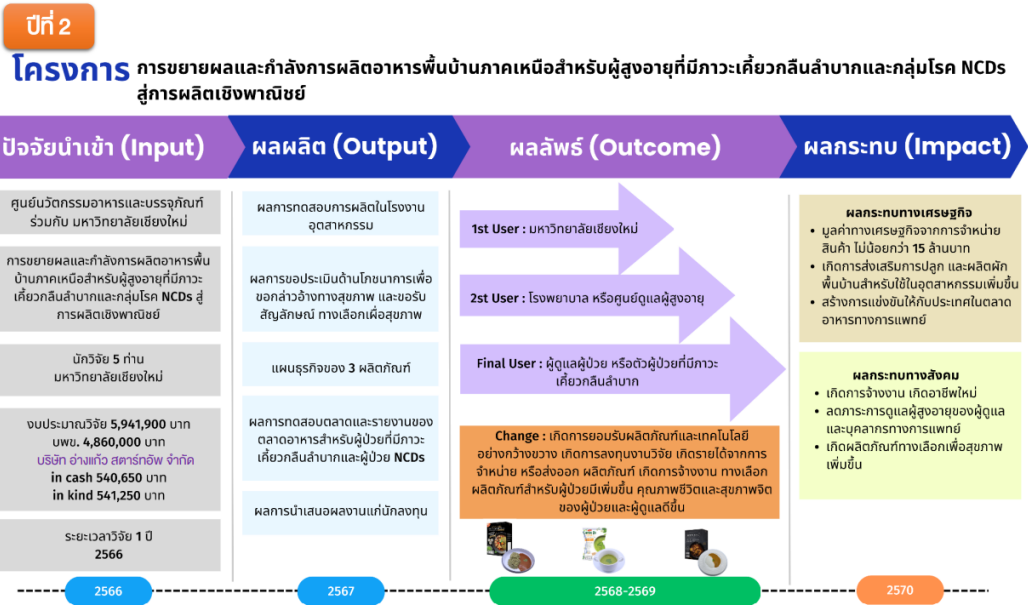 ปีที่ 2
โครงการ การขยายผลและกำลังการผลิตอาหารพื้นบ้านภาคเหนือสำหรับผู้สูงอายุที่มีภาวะเคี้ยวกลืนลำบากและกลุ่มโรค NCDs
สู่การผลิตเชิงพาณิชย์
ปัจจัยนำเข้า (Input)
ศูนย์นวัตกรรมอาหารและบรรจุภัณฑ์
ร่วมกับ มหาวิทยาลัยเชียงใหม่
การขยายผลและกำลังการผลิตอาหารพื้น
บ้านภาคเหนือสำหรับผู้สูงอายุที่มีภาวะ
เคี้ยวกลืนลำบากและกลุ่มโรค NCDs สู่
การผลิตเชิงพาณิชย์
นักวิจัย 5 ท่าน
มหาวิทยาลัยเชียงใหม่
งบประมาณวิจัย 5,941,900 บาท
บพข. 4,860,000 บาท
บริษัท อ่างแก้ว สตาร์ทอัพ จำกัด
in cash 540,650 บาท
in kind 541,250 บาท
ระยะเวลาวิจัย 1 ปี
2566
ผลผลิต (Output)
ผลการทดสอบการผลิตในโรงงาน
อุตสาหกรรม
ผลการขอประเมินด้านโภชนาการเพื่อ
ขอกล่าวอ้างทางสุขภาพ และขอรับ
สัญลักษณ์ ทางเลือกเผื่อสุขภาพ
แผนธุรกิจของ 3 ผลิตภัณฑ์
ผลการทดสอบตลาดและรายงานของ
ตลาดอาหารสำหรับผู้ป่วยที่มีภาวะ
เคี้ยวกลืนลำบากและผู้ป่วย NCDs
ผลการนำเสนอผลงานแก่นักลงทุน
ผลลัพธ์ (Outcome)
1st User : มหาวิทยาลัยเชียงใหม่
2st User : โรงพยาบาล หรือศูนย์ดูแลผู้สูงอายุ
Final User : ผู้ดูแลผู้ป่วย หรือตัวผู้ป่วยที่มีภาวะ
เคี้ยวกลืนลำบาก
Change : เกิดการยอมรับผลิตภัณฑ์และเทคโนโลยี
อย่างกว้างขวาง เกิดการลงทุนงานวิจัย เกิดรายได้จากการ
จำหน่าย หรือส่งออก ผลิตภัณฑ์ เกิดการจ้างงาน ทางเลือก
ผลิตภัณฑ์สำหรับผู้ป่วยมีเพิ่มขึ้น คุณภาพชีวิตและสุขภาพจิต
ของผู้ป่วยและผู้ดูแลดีขึ้น
ผลกระทบ (Impact)
ผลกระทบทางเศรษฐกิจ
• มูลค่าทางเศรษฐกิจจากการจำหน่าย
สินค้า ไม่น้อยกว่า 15 ล้านบาท
• เกิดการส่งเสริมการปลูก และผลิตผัก
พื้นบ้านสำหรับใช้ในอุตสาหกรรมเพิ่มขึ้น
• สร้างการแข่งขันให้กับประเทศในตลาด
อาหารทางการแพทย์
ผลกระทบทางสังคม
• เกิดการจ้างงาน เกิดอาชีพใหม่
• ลดภาระการดูแลผู้สูงอายุของผู้ดูแล
และบุคลากรทางการแพทย์
• เกิดผลิตภัณฑ์ทางเลือกเพื่อสุขภาพ
เพิ่มขึ้น
2566
2567
2568-2569
2570